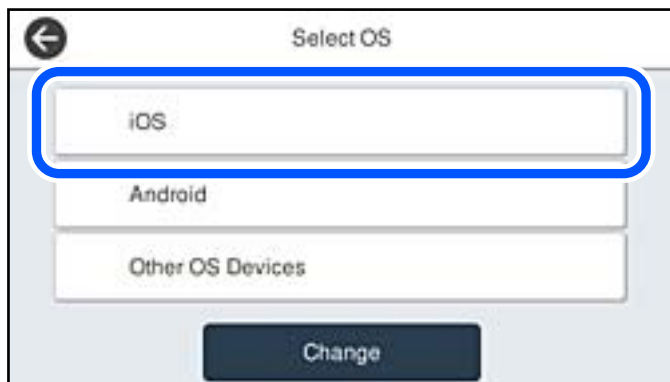 Select OS
iOS
Android
Other OS Devices
Change